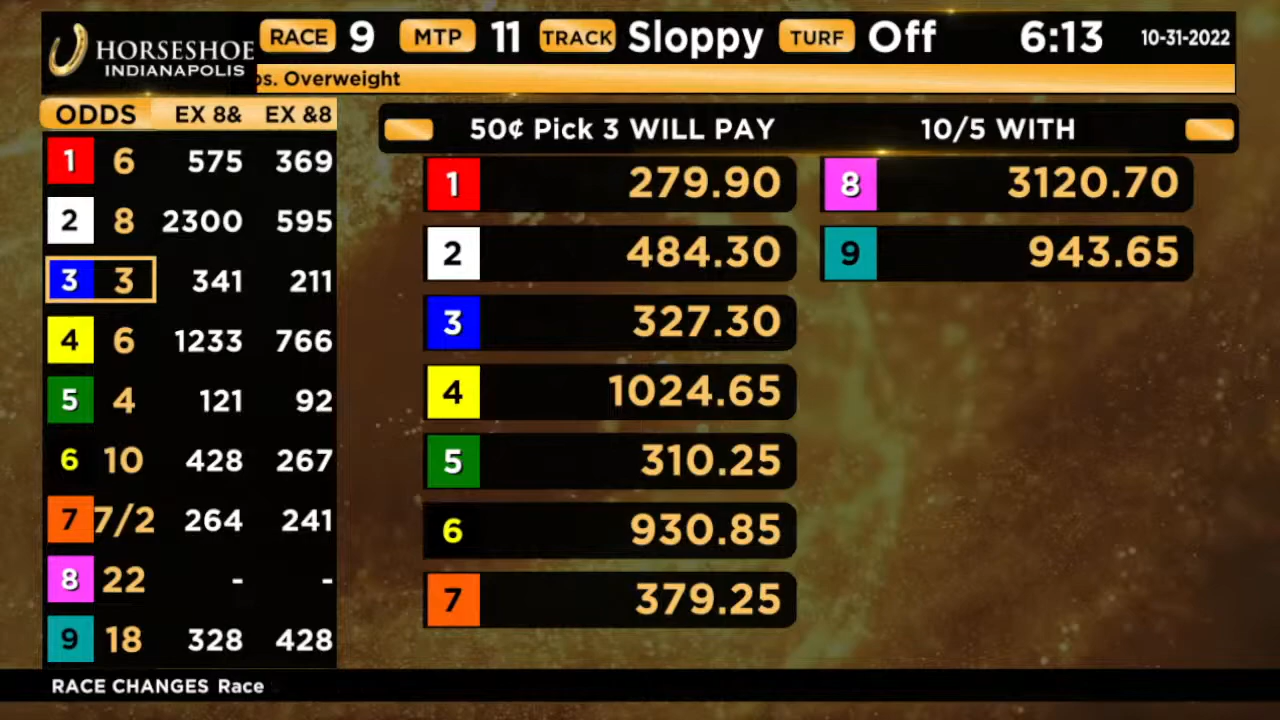 HORSESHOE
INDIANAPOLIS
RACE 9 MTP 11 TRACK Sloppy TURF Off 6:13 10-31-2022
Overweight
ODDS EX 8& EX &8
1 6 575 369
2 8 2300 595
3 3 341 211
4 6 1233 766
5 4 121 92
6 10 428 267
7 7/2 264 241
8 22 - -
9 18 328 428
50¢ Pick 3 WILL PAY 10/5 WITH
1 279.90
2 484.30
3 327.30
4 1024.65
5 310.25
6 930.85
7 379.25
8 3120.70
9 943.65
RACE CHANGES Race